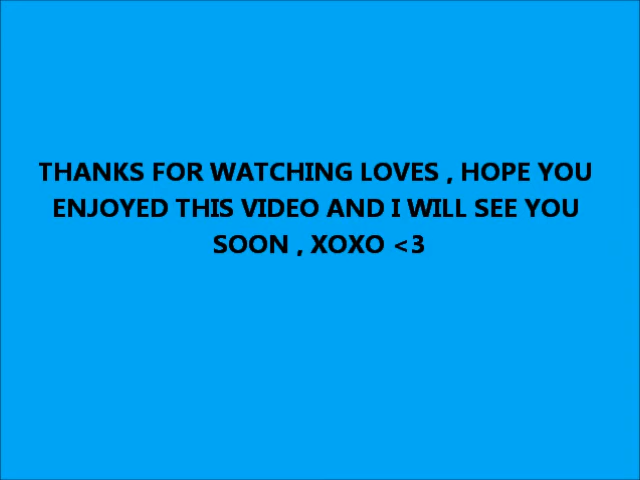 THANKS FOR WATCHING LOVES , HOPE YOU
ENJOYED THIS VIDEO AND I WILL SEE YOU
SOON , XOXO <3